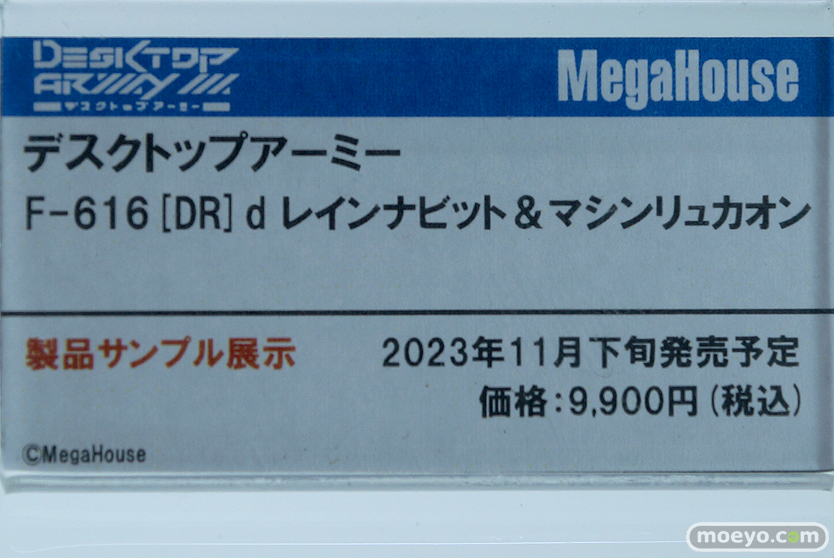 DESKTOP
ARMY
デスクトップアーミー
MegaHouse
デスクトップアーミー
F-616[DR]d レインナビット&マシンリュカオン
製品サンプル展示
2023年11月下旬発売予定
価格:9,900円(税込)
©MegaHouse
moeyo.com